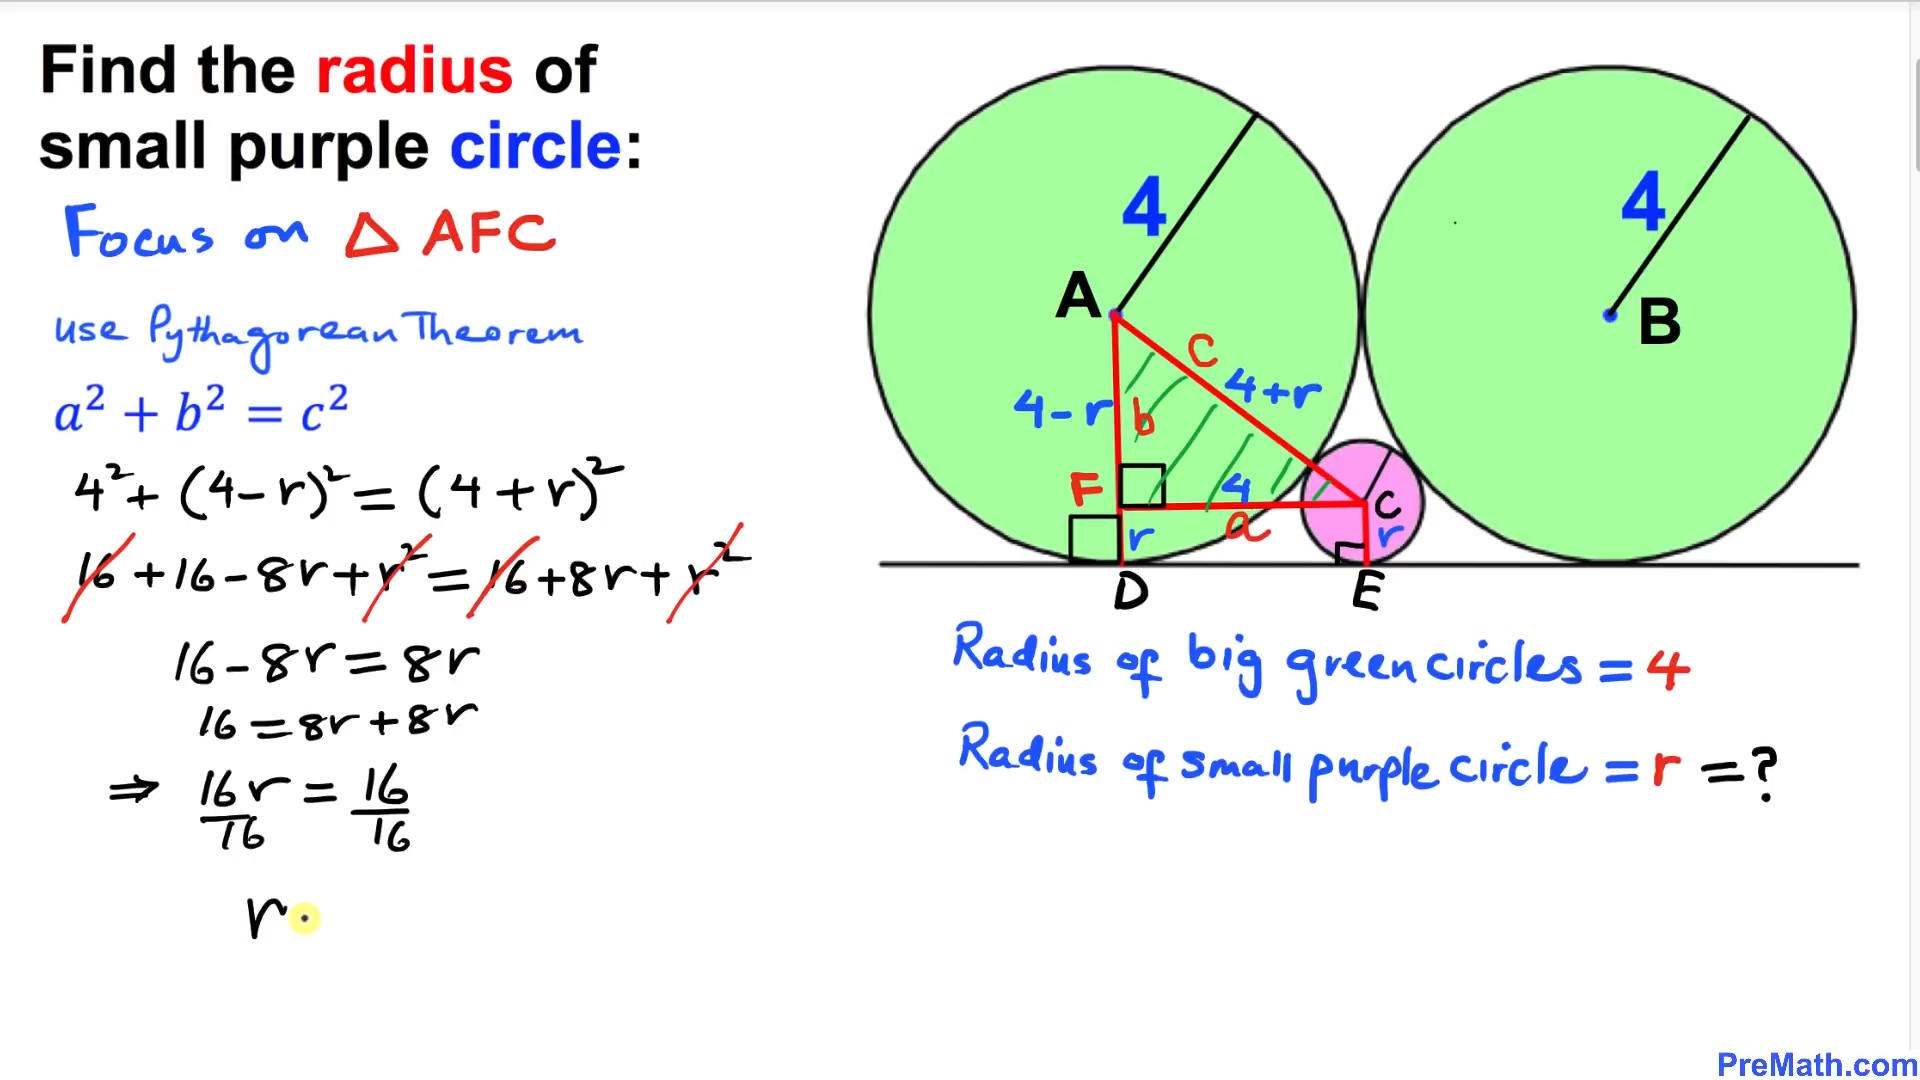 Find the radius of
small purple circle:
Focus on △ AFC
use Pythagorean Theorem
a² + b² = c²
4² + (4 - r)² = (4 + r)²
16 + 16 - 8r + r² = 16 + 8r + r²
16 - 8r = 8r
16 = 8r + 8r
⇒ 16r/16 = 16/16
r
4
4
A
B
C
4+r
4-r
b
F
4
a
r
C
r
D
E
Radius of big green circles = 4
Radius of small purple circle = r = ?
PreMath.com